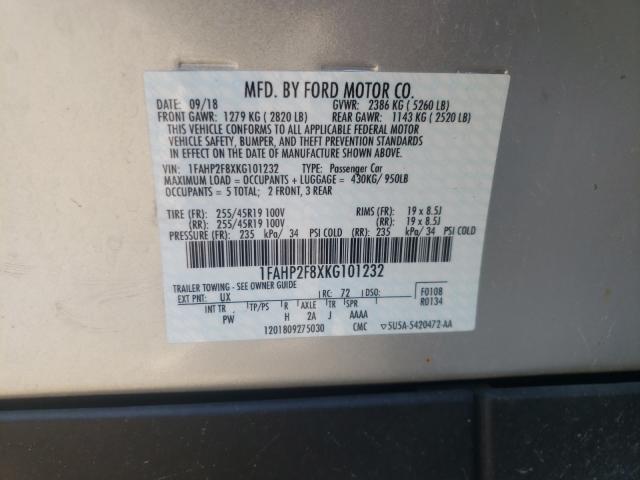 MFD. BY FORD MOTOR CO.
DATE: 09/18 GVWR: 2386 KG ( 5260 LB)
FRONT GAWR: 1279 KG ( 2820 LB) REAR GAWR: 1143 KG ( 2520 LB)
THIS VEHICLE CONFORMS TO ALL APPLICABLE FEDERAL MOTOR
VEHICLE SAFETY, BUMPER, AND THEFT PREVENTION STANDARDS
IN EFFECT ON THE DATE OF MANUFACTURE SHOWN ABOVE.
VIN: 1FAHP2F8XKG101232 TYPE: Passenger Car
MAXIMUM LOAD = OCCUPANTS + LUGGAGE = 430KG/ 950LB
OCCUPANTS = 5 TOTAL; 2 FRONT, 3 REAR
TIRE (FR): 255/45R19 100V RIMS (FR): 19 x 8.5J
(RR): 255/45R19 100V (RR): 19 x 8.5J
PRESSURE (FR): 235 kPa/ 34 PSI COLD (RR): 235 kPa/ 34 PSI COLD
1FAHP2F8XKG101232
TRAILER TOWING - SEE OWNER GUIDE
EXT PNT: UX RC: 72 DSO: F0108
INT TR TP/PS R AXLE TR SPR R0134
PW H 2A J AAAA
1201809275030 CMC ▽5U5A-5420472-AA